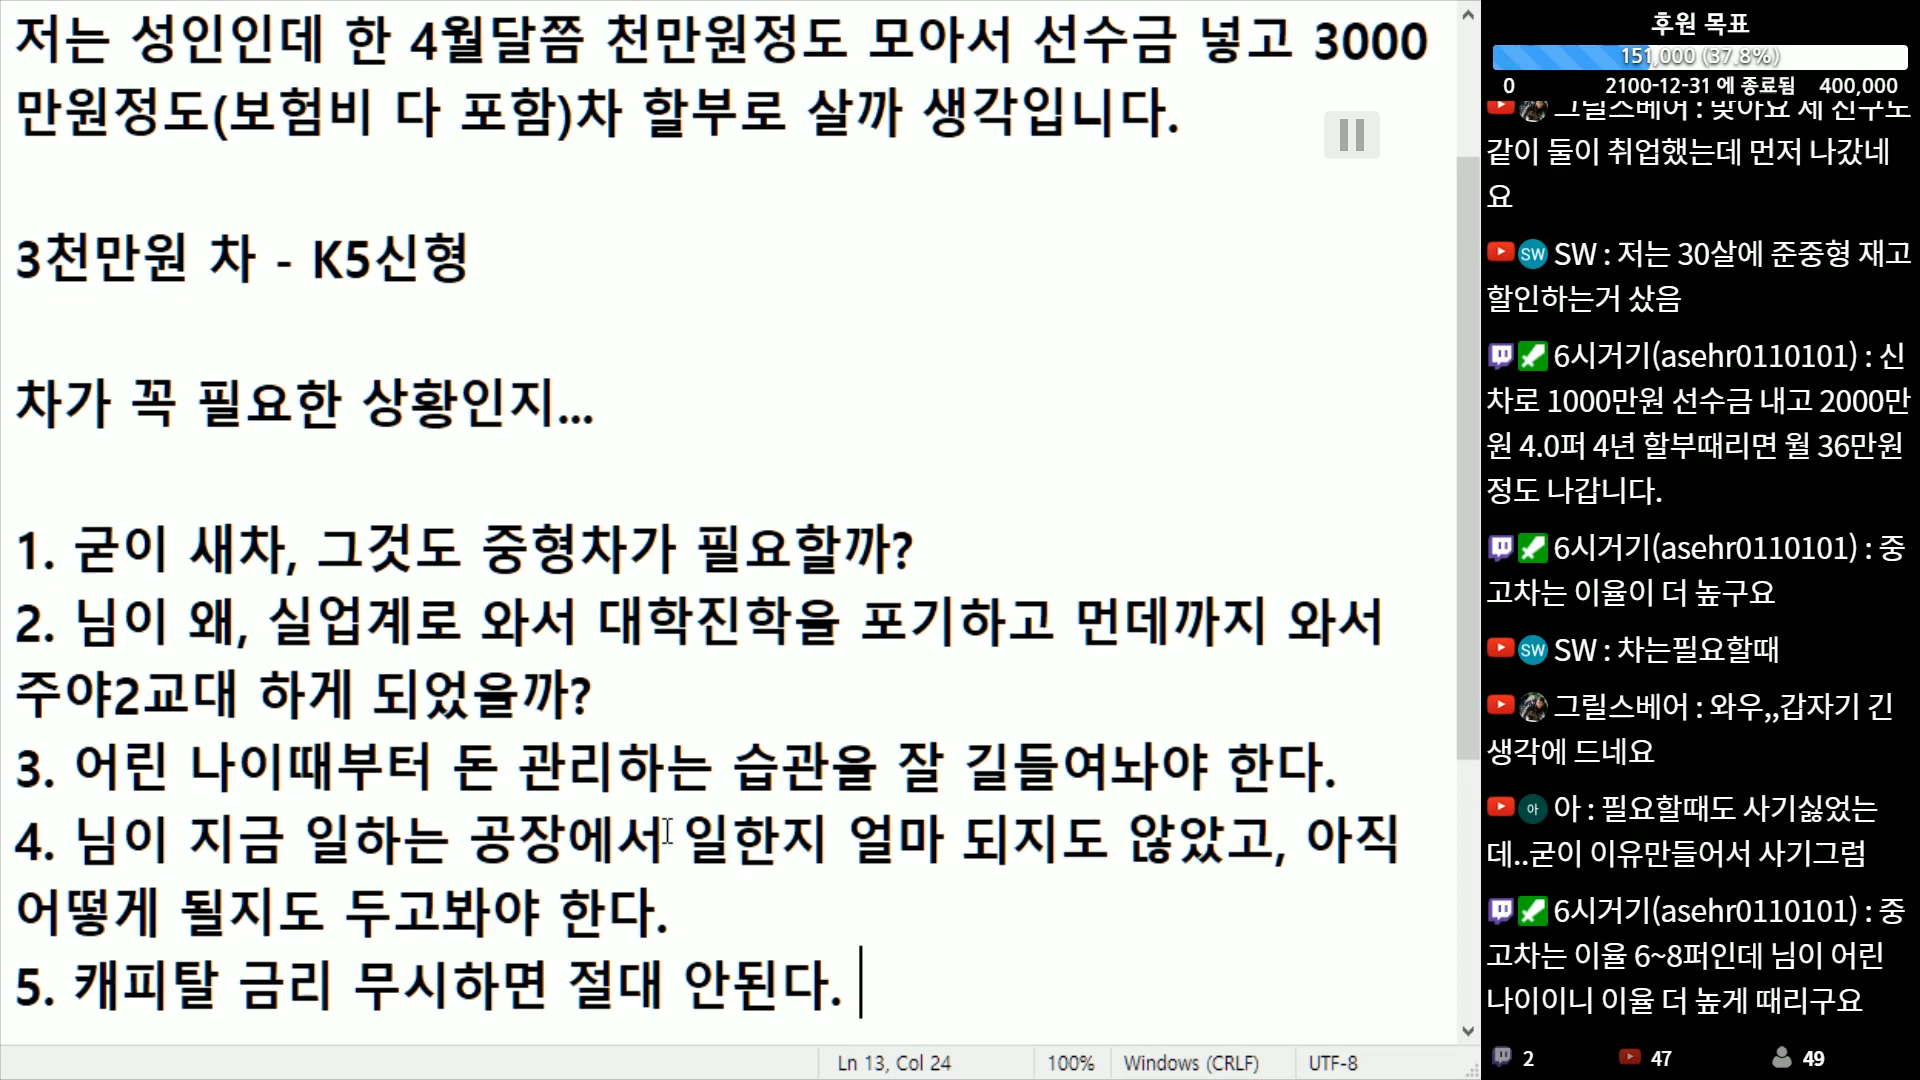 저는 성인인데 한 4월달쯤 천만원정도 모아서 선수금 넣고 3000
만원정도(보험비 다 포함)차 할부로 살까 생각입니다.
3천만원 차 - K5신형
차가 꼭 필요한 상황인지...
1. 굳이 새차, 그것도 중형차가 필요할까?
2. 님이 왜, 실업계로 와서 대학진학을 포기하고 먼데까지 와서
주야2교대 하게 되었을까?
3. 어린 나이때부터 돈 관리하는 습관을 잘 길들여놔야 한다.
4. 님이 지금 일하는 공장에서 일한지 얼마 되지도 않았고, 아직
어떻게 될지도 두고봐야 한다.
5. 캐피탈 금리 무시하면 절대 안된다.
Ln 13, Col 24
100%
Windows (CRLF)
UTF-8
후원 목표
151,000 (37.8%)
0 2100-12-31 에 종료됨 400,000
그릴스베어 : 맞아요 제 친구도
같이 둘이 취업했는데 먼저 나갔네
요
SW SW : 저는 30살에 준중형 재고
할인하는거 샀음
6시거기(asehr0110101) : 신
차로 1000만원 선수금 내고 2000만
원 4.0퍼 4년 할부때리면 월 36만원
정도 나갑니다.
6시거기(asehr0110101) : 중
고차는 이율이 더 높구요
SW SW : 차는필요할때
그릴스베어 : 와우,,갑자기 긴
생각에 드네요
아 아 : 필요할때도 사기싫었는
데..굳이 이유만들어서 사기그럼
6시거기(asehr0110101) : 중
고차는 이율 6~8퍼인데 님이 어린
나이이니 이율 더 높게 때리구요
2 47 49